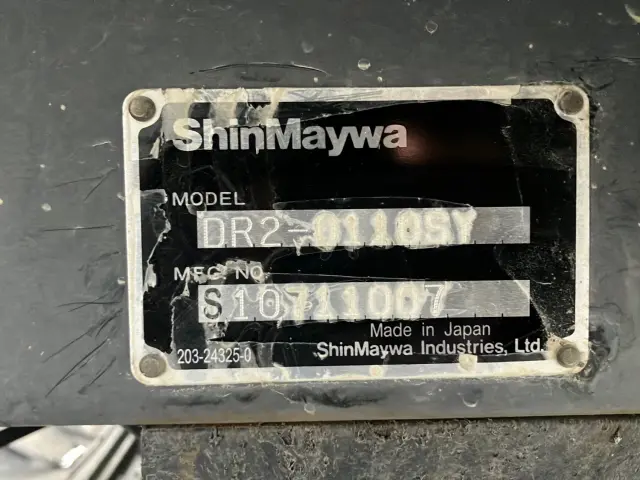 ShinMaywa
MODEL
DR2-0110SY
MFG. NO.
S10711007
Made in Japan
203-24325-0
ShinMaywa Industries, Ltd.